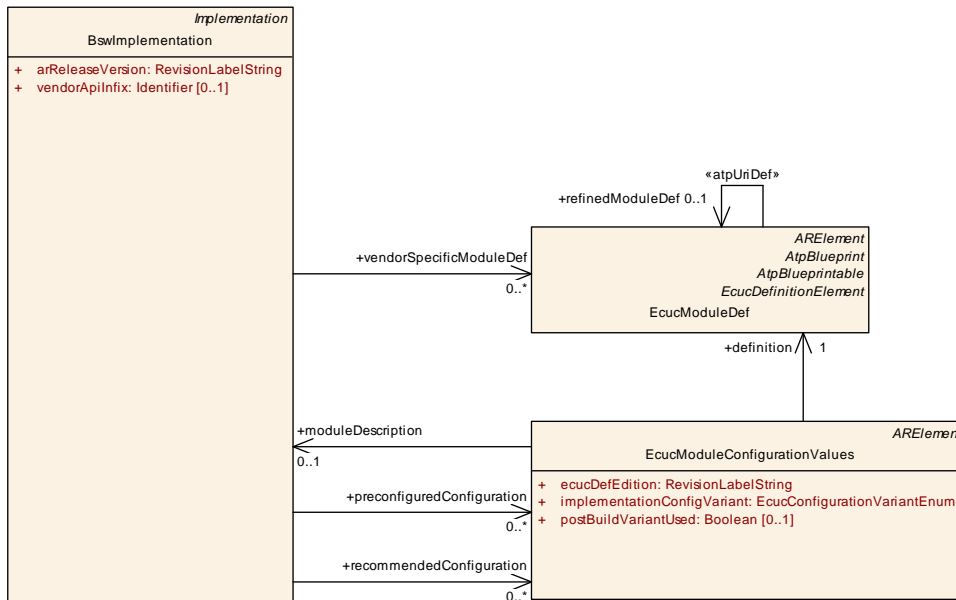 Implementation
BswImplementation
+ arReleaseVersion: RevisionLabelString
+ vendorApiInfix: Identifier [0..1]
«atpUriDef»
+refinedModuleDef 0..1
+vendorSpecificModuleDef
0..*
ARElement
AtpBlueprint
AtpBlueprintable
EcucDefinitionElement
EcucModuleDef
+definition 1
+moduleDescription
0..1
ARElement
EcucModuleConfigurationValues
+ ecucDefEdition: RevisionLabelString
+ implementationConfigVariant: EcucConfigurationVariantEnum
+ postBuildVariantUsed: Boolean [0..1]
+preconfiguredConfiguration
0..*
+recommendedConfiguration
0..*